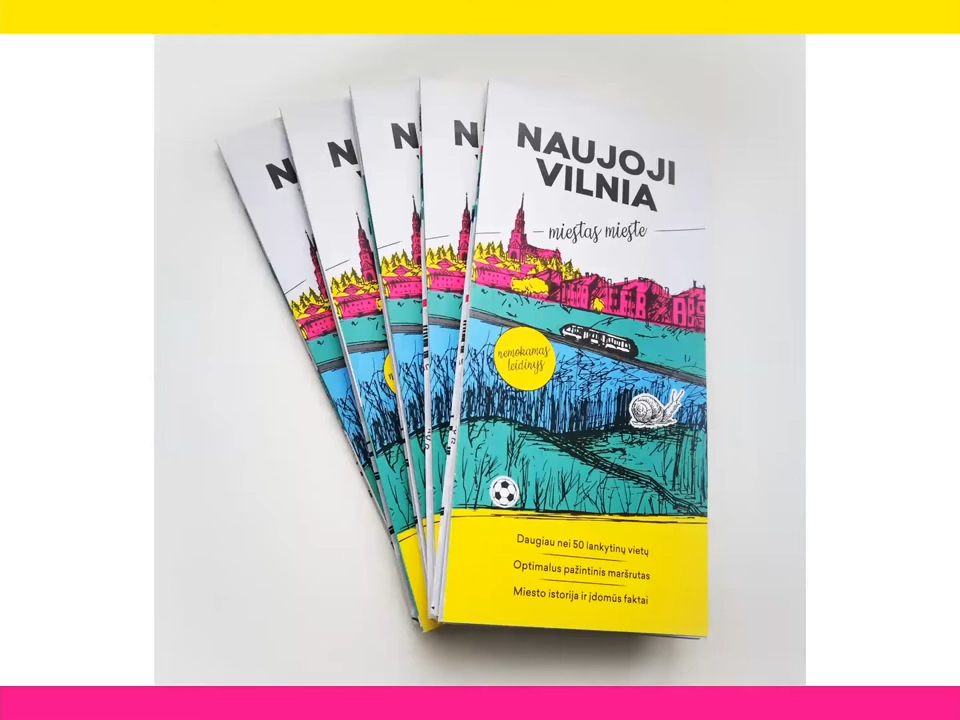 NAUJOJI
VILNIA
miestas mieste
nemokamas
leidinys
Daugiau nei 50 lankytinų vietų
Optimalus pažintinis maršrutas
Miesto istorija ir įdomūs faktai